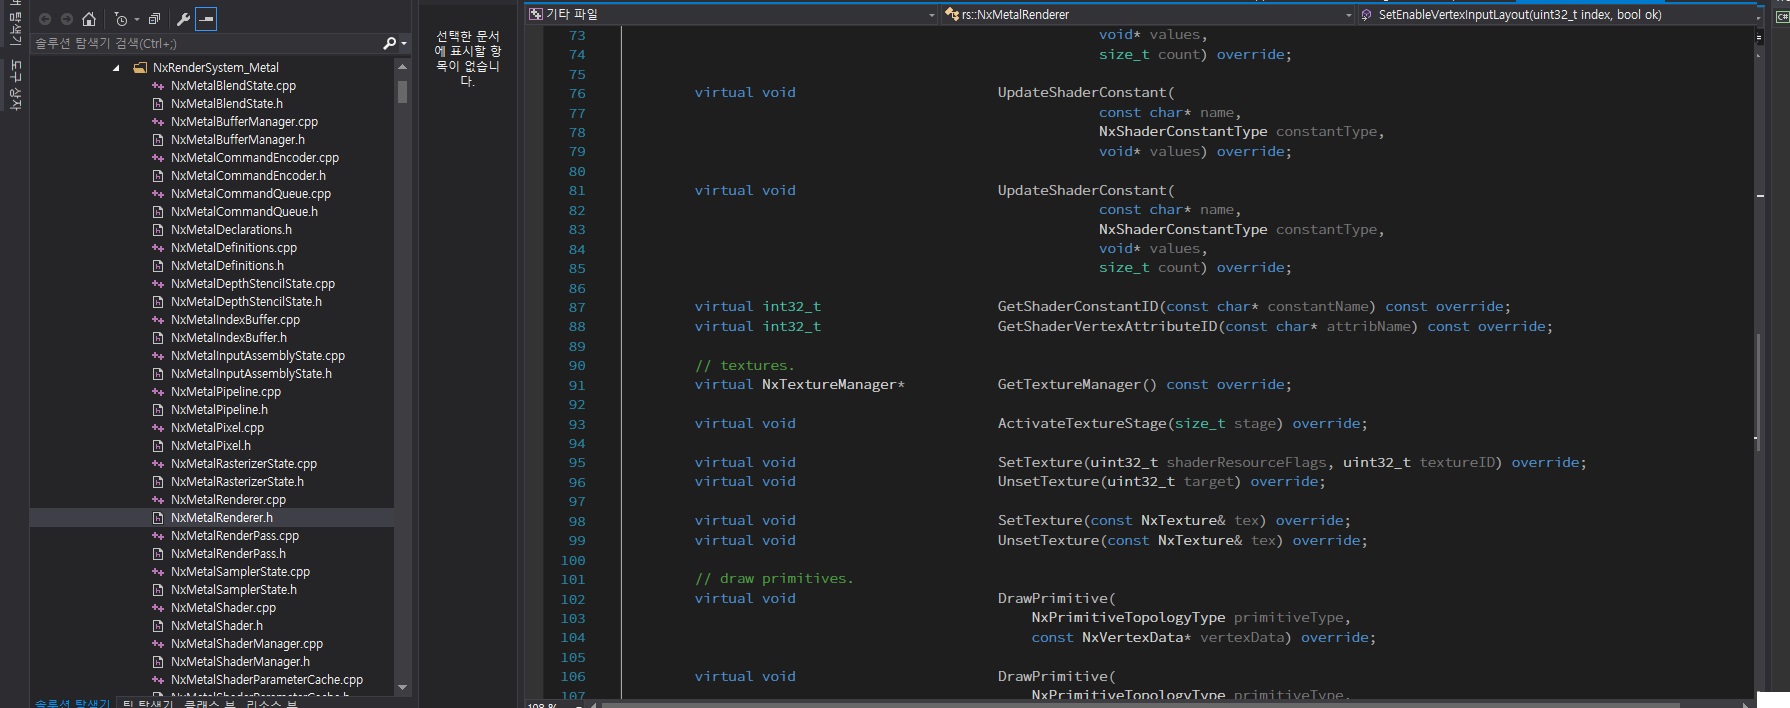 솔루션 탐색기 검색(Ctrl+;)
도구 상자
NxRenderSystem_Metal
NxMetalBlendState.cpp
NxMetalBlendState.h
NxMetalBufferManager.cpp
NxMetalBufferManager.h
NxMetalCommandEncoder.cpp
NxMetalCommandEncoder.h
NxMetalCommandQueue.cpp
NxMetalCommandQueue.h
NxMetalDeclarations.h
NxMetalDefinitions.cpp
NxMetalDefinitions.h
NxMetalDepthStencilState.cpp
NxMetalDepthStencilState.h
NxMetalIndexBuffer.cpp
NxMetalIndexBuffer.h
NxMetalInputAssemblyState.cpp
NxMetalInputAssemblyState.h
NxMetalPipeline.cpp
NxMetalPipeline.h
NxMetalPixel.cpp
NxMetalPixel.h
NxMetalRasterizerState.cpp
NxMetalRasterizerState.h
NxMetalRenderer.cpp
NxMetalRenderer.h
NxMetalRenderPass.cpp
NxMetalRenderPass.h
NxMetalSamplerState.cpp
NxMetalSamplerState.h
NxMetalShader.cpp
NxMetalShader.h
NxMetalShaderManager.cpp
NxMetalShaderManager.h
NxMetalShaderParameterCache.cpp
NxMetalShaderParameterCache.h
솔루션 탐색기 팀 탐색기 클래스 뷰 리소스 뷰
선택한 문서
에 표시할 항
목이 없습니
다.
기타 파일 rs::NxMetalRenderer SetEnableVertexInputLayout(uint32_t index, bool ok)
73 void* values,
74 size_t count) override;
75
76 virtual void UpdateShaderConstant(
77 const char* name,
78 NxShaderConstantType constantType,
79 void* values) override;
80
81 virtual void UpdateShaderConstant(
82 const char* name,
83 NxShaderConstantType constantType,
84 void* values,
85 size_t count) override;
86
87 virtual int32_t GetShaderConstantID(const char* constantName) const override;
88 virtual int32_t GetShaderVertexAttributeID(const char* attribName) const override;
89
90 // textures.
91 virtual NxTextureManager* GetTextureManager() const override;
92
93 virtual void ActivateTextureStage(size_t stage) override;
94
95 virtual void SetTexture(uint32_t shaderResourceFlags, uint32_t textureID) override;
96 virtual void UnsetTexture(uint32_t target) override;
97
98 virtual void SetTexture(const NxTexture& tex) override;
99 virtual void UnsetTexture(const NxTexture& tex) override;
100
101 // draw primitives.
102 virtual void DrawPrimitive(
103 NxPrimitiveTopologyType primitiveType,
104 const NxVertexData* vertexData) override;
105
106 virtual void DrawPrimitive(
107 NxPrimitiveTopologyType primitiveType,
108 %